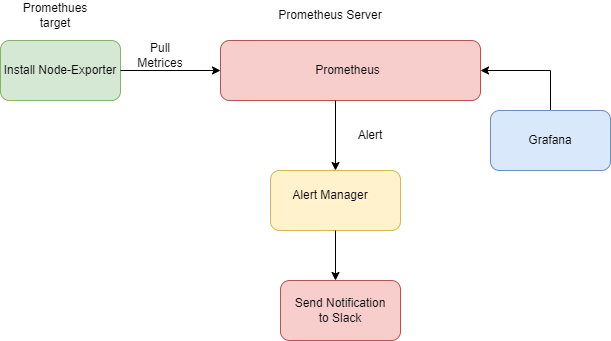 Promethues
target
Prometheus Server
Install Node-Exporter
Pull
Metrices
Prometheus
Alert
Grafana
Alert Manager
Send Notification
to Slack